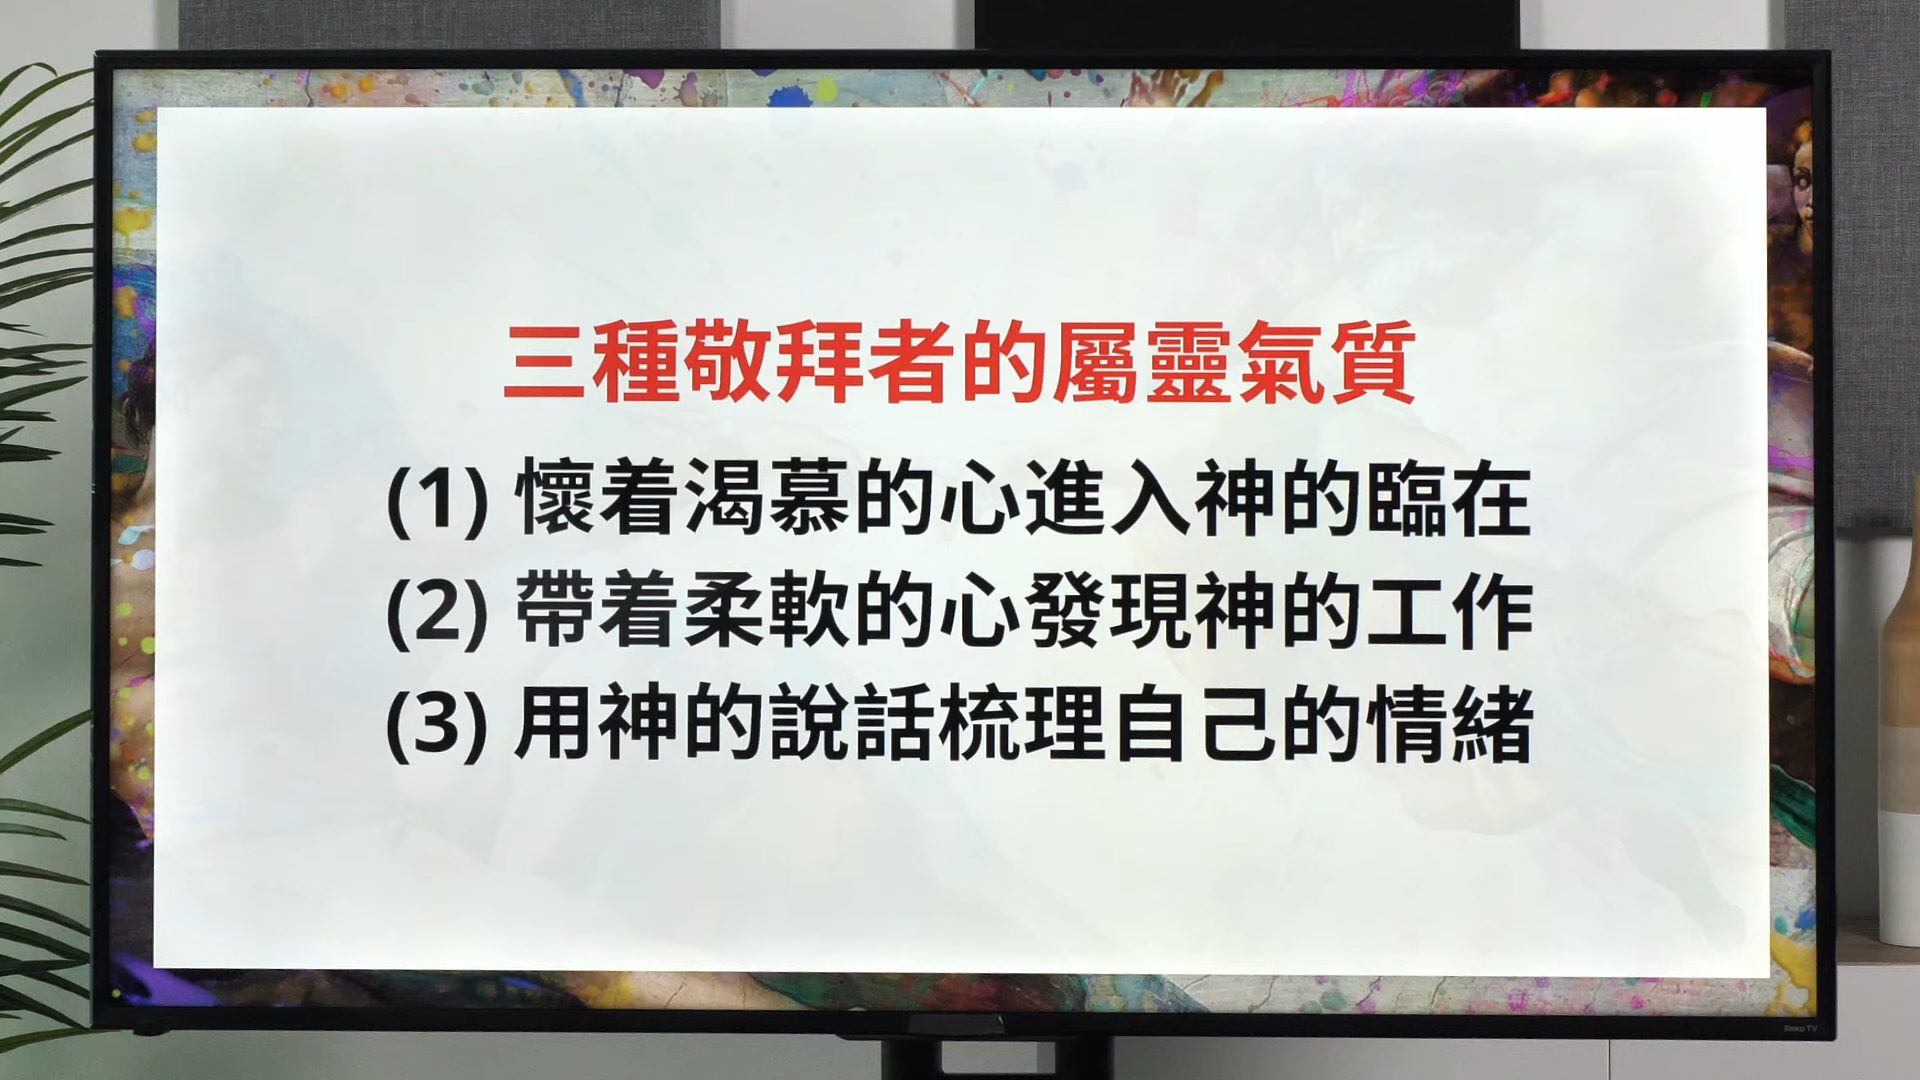 三種敬拜者的屬靈氣質
(1) 懷着渴慕的心進入神的臨在
(2) 帶着柔軟的心發現神的工作
(3) 用神的說話梳理自己的情緒
Roku TV